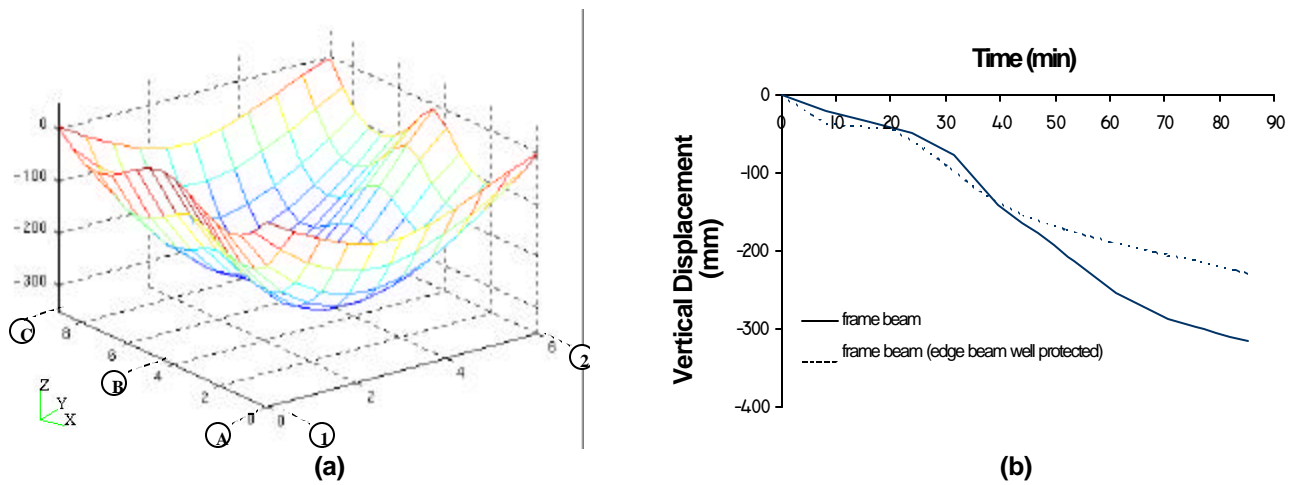 0
-100
-200
-300
C
8
6
B
4
2
A
0
0
1
2
4
6
2
Z
Y
X
(a)
Time (min)
0
0 10 20 30 40 50 60 70 80 90
-100
-200
-300
-400
Vertical Displacement
(mm)
frame beam
frame beam (edge beam well protected)
(b)